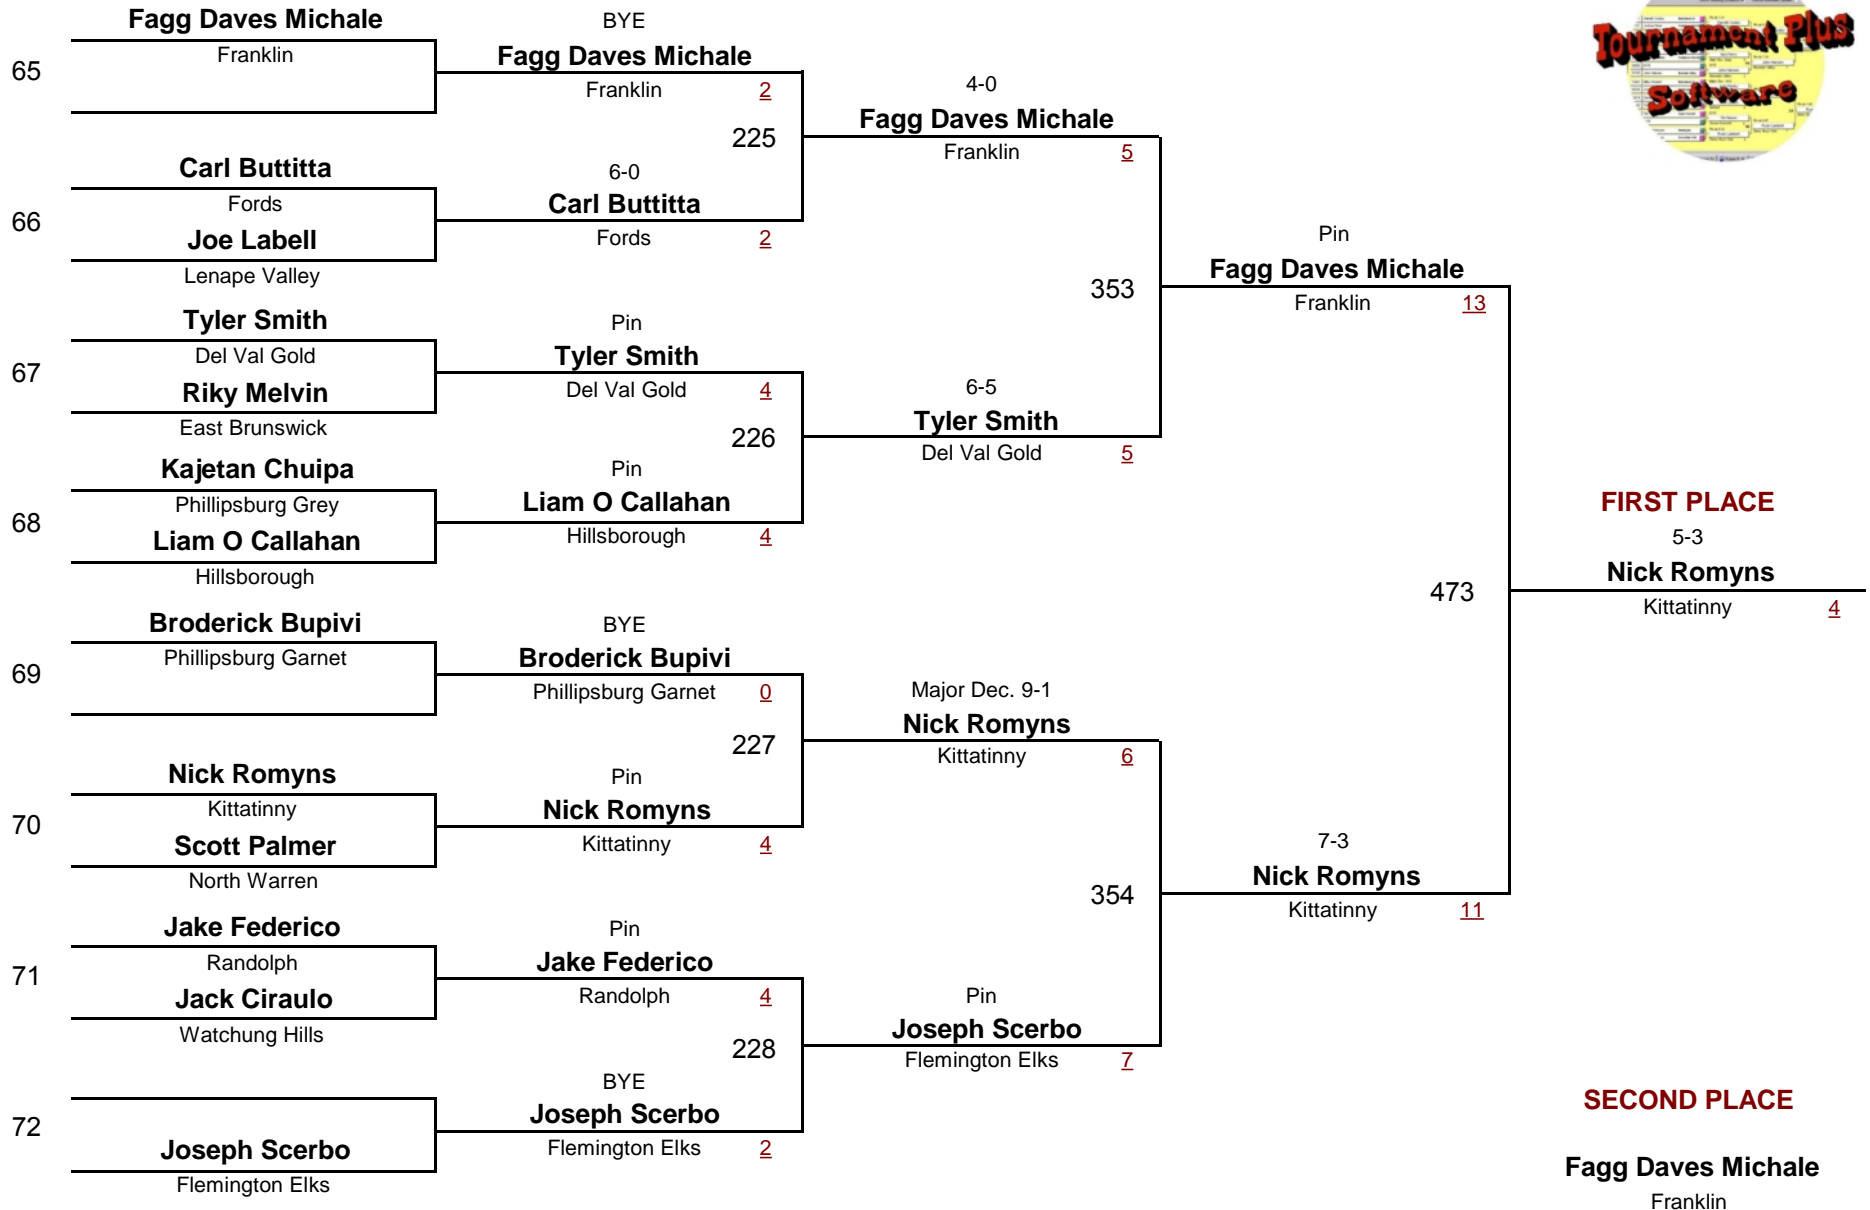 Tournament Plus
Software
Fagg Daves Michale
Franklin
65
Carl Buttitta
Fords
66
Joe Labell
Lenape Valley
Tyler Smith
Del Val Gold
67
Riky Melvin
East Brunswick
Kajetan Chuipa
Phillipsburg Grey
68
Liam O Callahan
Hillsborough
Broderick Bupivi
Phillipsburg Garnet
69
Nick Romyns
Kittatinny
70
Scott Palmer
North Warren
Jake Federico
Randolph
71
Jack Ciraulo
Watchung Hills
72
Joseph Scerbo
Flemington Elks
BYE
Fagg Daves Michale
Franklin 2
225
6-0
Carl Buttitta
Fords 2
Pin
Tyler Smith
Del Val Gold 4
226
Pin
Liam O Callahan
Hillsborough 4
BYE
Broderick Bupivi
Phillipsburg Garnet 0
227
Pin
Nick Romyns
Kittatinny 4
Pin
Jake Federico
Randolph 4
228
BYE
Joseph Scerbo
Flemington Elks 2
4-0
Fagg Daves Michale
Franklin 5
353
6-5
Tyler Smith
Del Val Gold 5
Major Dec. 9-1
Nick Romyns
Kittatinny 6
354
Pin
Joseph Scerbo
Flemington Elks 7
Pin
Fagg Daves Michale
Franklin 13
473
7-3
Nick Romyns
Kittatinny 11
FIRST PLACE
5-3
Nick Romyns
Kittatinny 4
SECOND PLACE
Fagg Daves Michale
Franklin